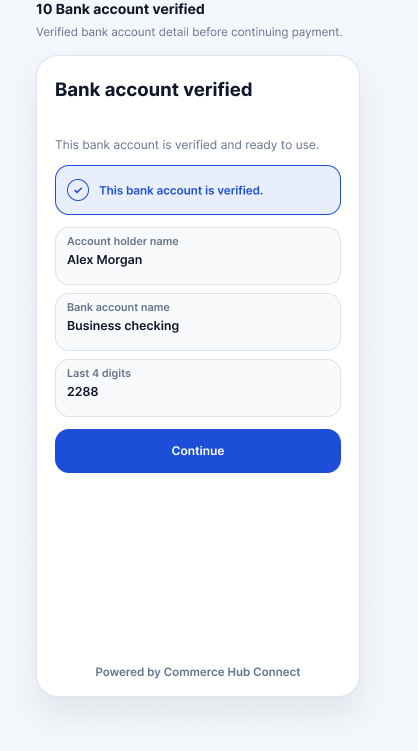 10 Bank account verified
Verified bank account detail before continuing payment.
Bank account verified
This bank account is verified and ready to use.
This bank account is verified.
Account holder name
Alex Morgan
Bank account name
Business checking
Last 4 digits
2288
Continue
Powered by Commerce Hub Connect